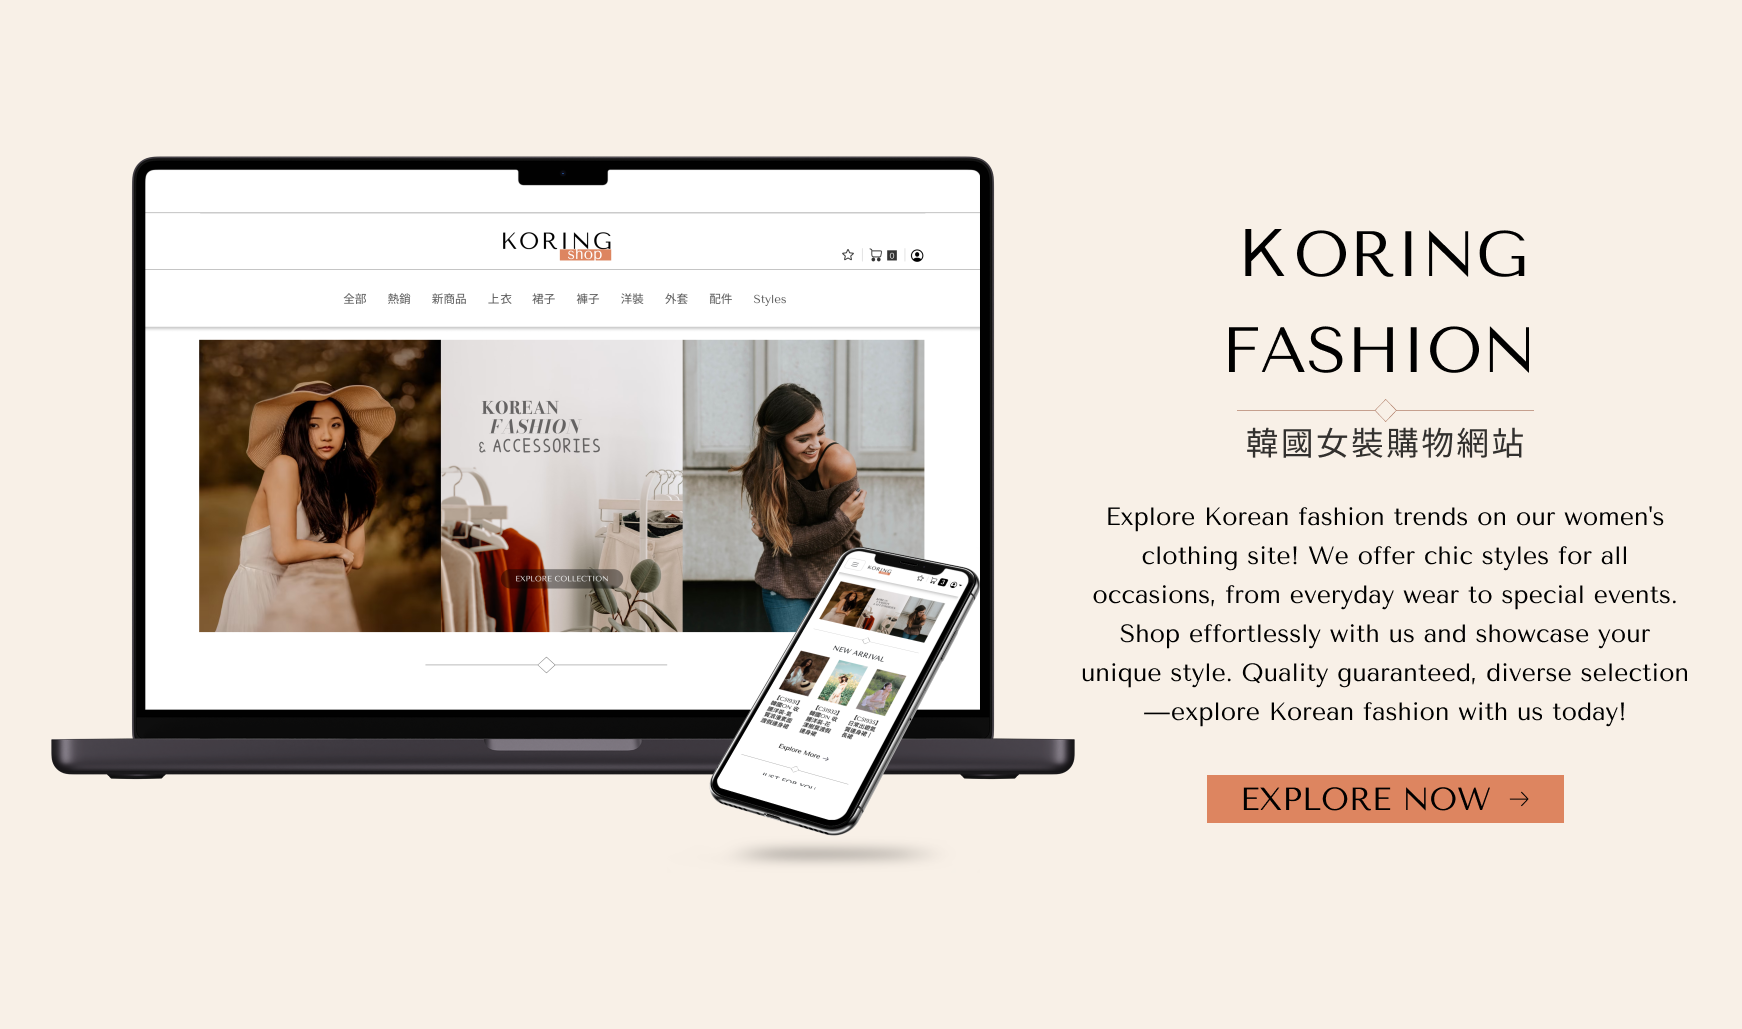 KORING
shop
0
全部 熱銷 新商品 上衣 裙子 褲子 洋裝 外套 配件 Styles
KOREAN
FASHION
& ACCESSORIES
EXPLORE COLLECTION
KORING
NEW ARRIVAL
Explore More →
JUST FOR YOU
KORING
FASHION
韓國女裝購物網站
Explore Korean fashion trends on our women's
clothing site! We offer chic styles for all
occasions, from everyday wear to special events.
Shop effortlessly with us and showcase your
unique style. Quality guaranteed, diverse selection
—explore Korean fashion with us today!
EXPLORE NOW →